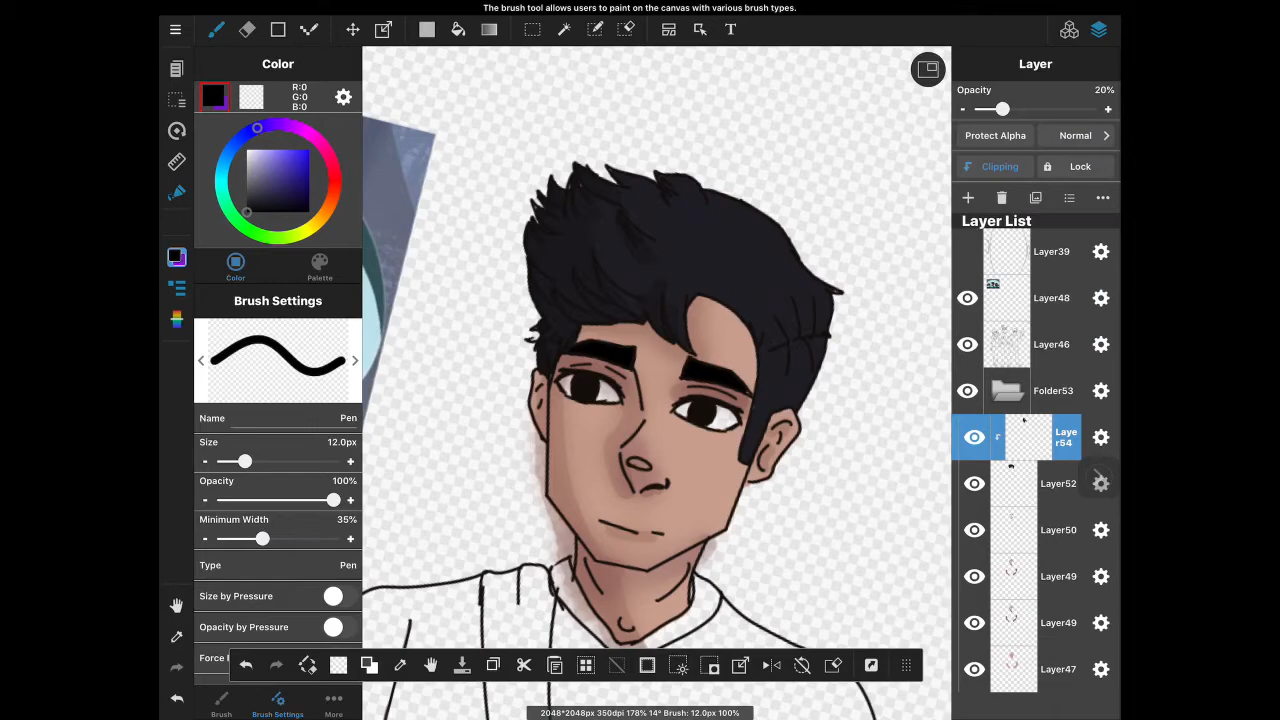 The brush tool allows users to paint on the canvas with various brush types.
T
Color
R:0
G:0
B:0
Color
Palette
Brush Settings
Name
Pen
Size
12.0px
-
+
Opacity
100%
-
+
Minimum Width
35%
-
+
Type
Pen
Size by Pressure
Opacity by Pressure
Force
Brush
Brush Settings
More
2048*2048px 350dpi 178% 14° Brush: 12.0px 100%
Layer
Opacity
20%
-
+
Protect Alpha
Normal
Clipping
Lock
Layer List
Layer39
Layer48
Layer46
Folder53
Laye
r54
Layer52
Layer50
Layer49
Layer49
Layer47